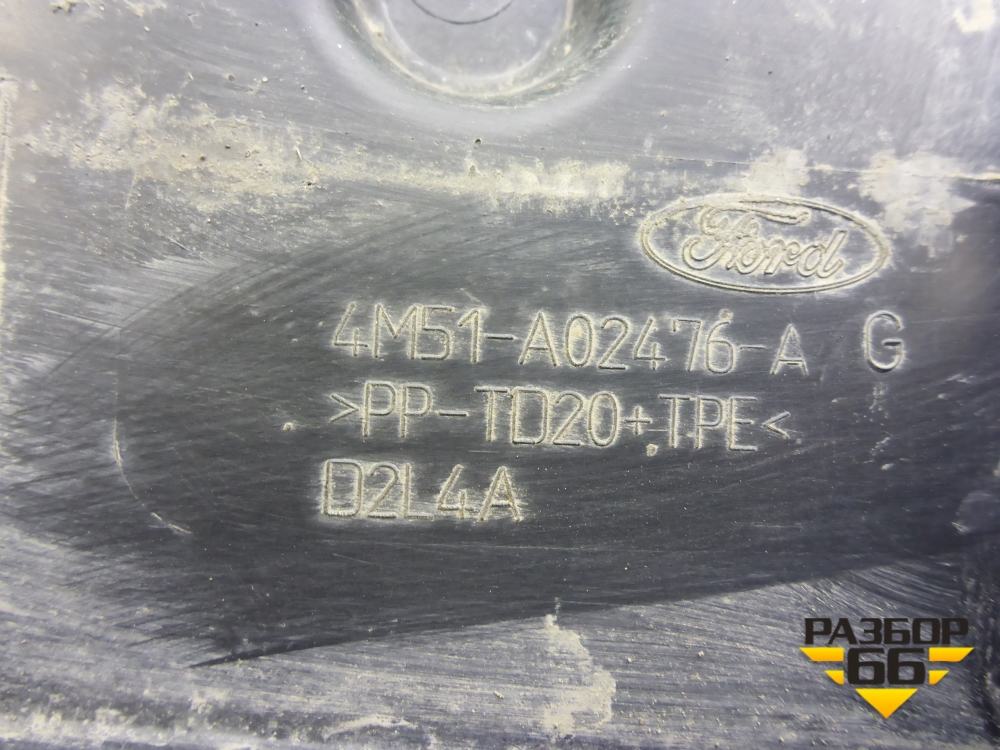 Ford
4M51-A02476-A G
>PP-TD20+TPE<
D2L4A
РАЗБОР
66